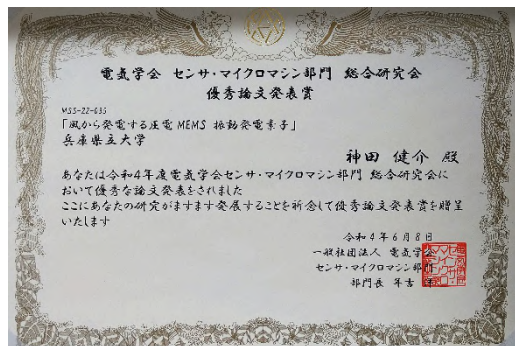 電気学会 センサ・マイクロマシン部門 総合研究会
優秀論文発表賞
MSS-22-035
「風から発電する圧電 MEMS 振動発電素子」
兵庫県立大学
神田 健介 殿
あなたは令和4年度電気学会センサ・マイクロマシン部門 総合研究会に
おいて優秀な論文発表をされました
ここにあなたの研究がますます発展することを祈念して優秀論文発表賞を贈呈
いたします
令和4年6月8日
一般社団法人 電気学会
センサ・マイクロマシン部門
部門長 年吉 洋